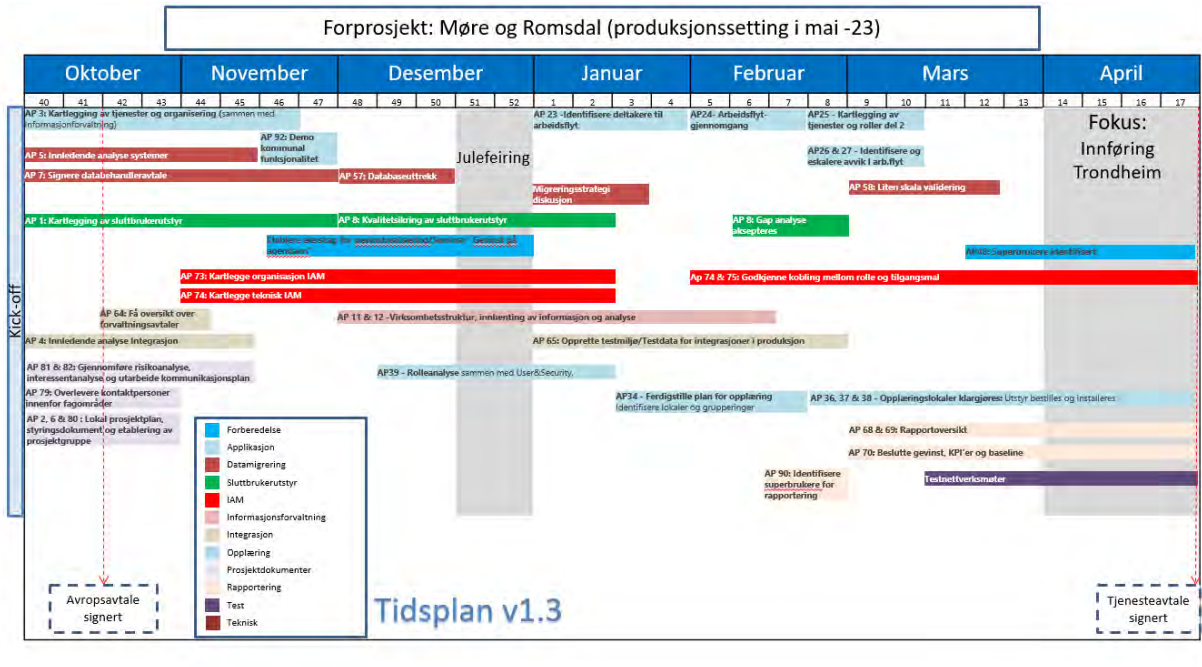 Forprosjekt: Møre og Romsdal (produksjonssetting i mai -23)
Oktober November Desember Januar Februar Mars April
40 41 42 43 44 45 46 47 48 49 50 51 52 1 2 3 4 5 6 7 8 9 10 11 12 13 14 15 16 17
Kick-off
AP 3: Kartlegging av tjenester og organisering (sammen med
informasjonforvaltning)
AP 92: Demo
kommunal
funksjonalitet
AP 23 -Identifisere deltakere til
arbeidsflyt
AP24- Arbeidsflyt-
gjennomgang
AP25 - Kartlegging av
tjenester og roller del 2
AP26 & 27 - Identifisere og
eskalere avvik I arb.flyt
Fokus:
Innføring
Trondheim
Julefeiring
AP 5: Innledende analyse systemer
AP 7: Signere databehandleravtale
AP 57: Databaseuttrekk
Migreringsstrategi
diskusjon
AP 58: Liten skala validering
AP 1: Kartlegging av sluttbrukerutstyr
AP 8: Kvalitetsikring av sluttbrukerutstyr
AP 8: Gap analyse
aksepteres
agendaen"
AP48: Superbrukere identifisert
AP 73: Kartlegge organisasjon IAM
Ap 74 & 75: Godkjenne kobling mellom rolle og tilgangsmal
AP 74: Kartlegge teknisk IAM
AP 64: Få oversikt over
forvaltningsavtaler
AP 11 & 12 -Virksomhetsstruktur, innhenting av informasjon og analyse
AP 4: Innledende analyse Integrasjon
AP 65: Opprette testmiljø/Testdata for integrasjoner i produksjon
AP 81 & 82: Gjennomføre risikoanalyse,
interessentanalyse og utarbeide kommunikasjonsplan
AP39 - Rolleanalyse sammen med User&Security,
AP 79: Overlevere kontaktpersoner
innenfor fagområder
AP34 - Ferdigstille plan for opplæring
Identifisere lokaler og grupperinger
AP 36, 37 & 38 - Opplæringslokaler klargjøres: Utstyr bestilles og Installeres
AP 2, 6 & 80 : Lokal prosjektplan,
styringsdokument og etablering av
prosjektgruppe
AP 68 & 69: Rapportoversikt
AP 70: Beslutte gevinst, KPI'er og baseline
AP 90: Identifisere
superbrukere for
rapportering
Testnettverksmøter
Forberedelse
Applikasjon
Datamigrering
Sluttbrukerutstyr
IAM
Informasjonsforvaltning
Integrasjon
Opplæring
Prosjektdokumenter
Rapportering
Test
Teknisk
Avropsavtale
signert
Tidsplan v1.3
Tjenesteavtale
signert